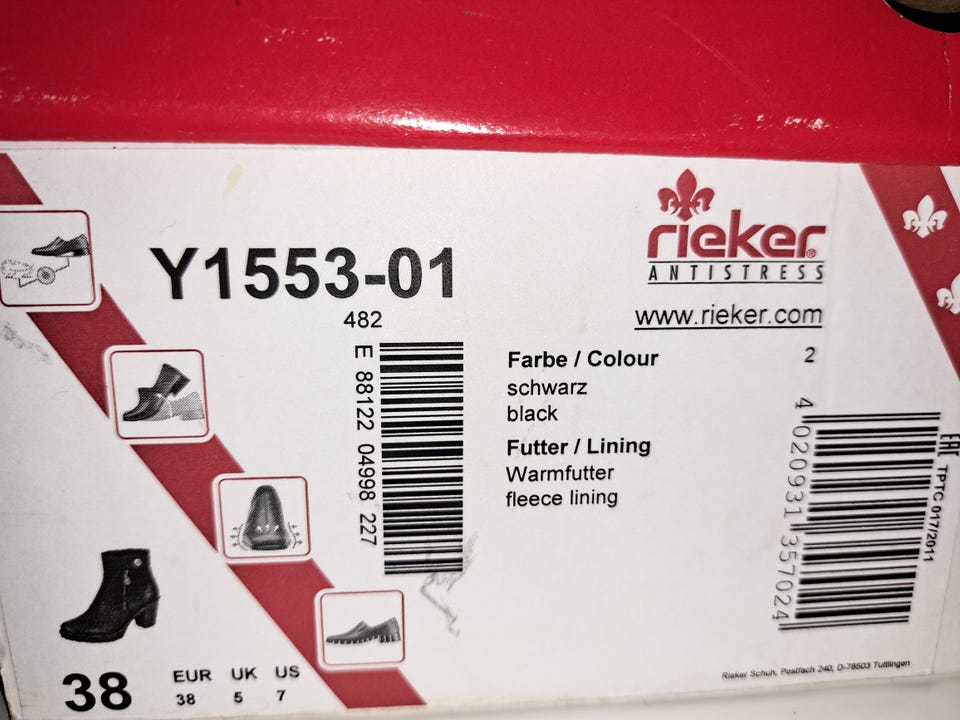 Y1553-01
482
E 88122 04998 227
rieker®
ANTISTRESS
www.rieker.com
Farbe / Colour
schwarz
black
Futter / Lining
Warmfutter
fleece lining
2
4 020931 357024
EAC TPTC 017/2011
38
EUR UK US
38 5 7
Rieker Schuh, Postfach 240, D-78503 Tuttlingen